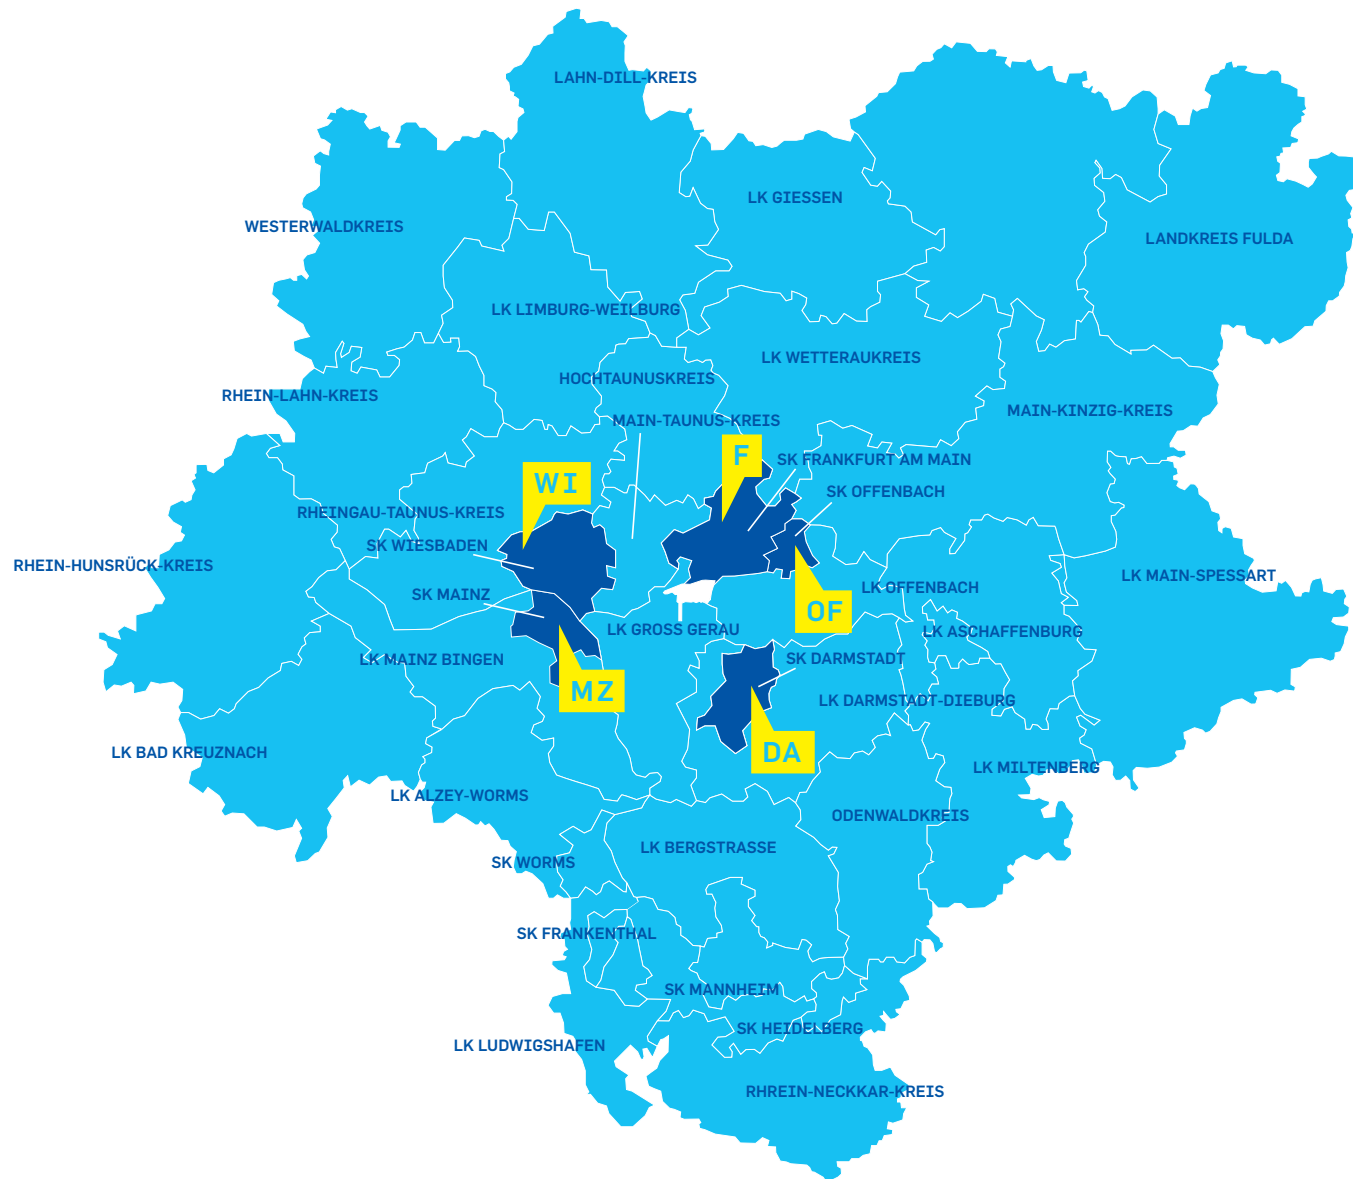 LAHN-DILL-KREIS
LK GIESSEN
WESTERWALDKREIS
LANDKREIS FULDA
LK LIMBURG-WEILBURG
LK WETTERAUKREIS
HOCHTAUNUSKREIS
RHEIN-LAHN-KREIS
MAIN-KINZIG-KREIS
MAIN-TAUNUS-KREIS
F
SK FRANKFURT AM MAIN
WI
SK OFFENBACH
RHEINGAU-TAUNUS-KREIS
SK WIESBADEN
RHEIN-HUNSRÜCK-KREIS
LK MAIN-SPESSART
LK OFFENBACH
SK MAINZ
OF
LK GROSS GERAU
LK ASCHAFFENBURG
LK MAINZ BINGEN
SK DARMSTADT
MZ
LK DARMSTADT-DIEBURG
LK BAD KREUZNACH
DA
LK MILTENBERG
LK ALZEY-WORMS
ODENWALDKREIS
LK BERGSTRASSE
SK WORMS
SK FRANKENTHAL
SK MANNHEIM
SK HEIDELBERG
LK LUDWIGSHAFEN
RHREIN-NECKKAR-KREIS